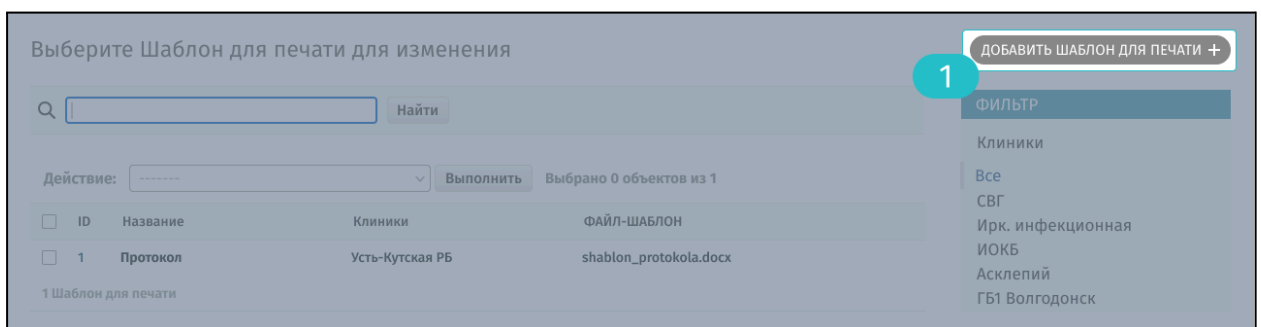 Выберите Шаблон для печати для изменения
ДОБАВИТЬ ШАБЛОН ДЛЯ ПЕЧАТИ +
1
Найти
ФИЛЬТР
Клиники
Действие: ------- Выполнить Выбрано 0 объектов из 1
Все
СВГ
ID Название Клиники ФАЙЛ-ШАБЛОН
Ирк. инфекционная
ИОКБ
1 Протокол Усть-Кутская РБ shablon_protokola.docx
Асклепий
1 Шаблон для печати
ГБ1 Волгодонск